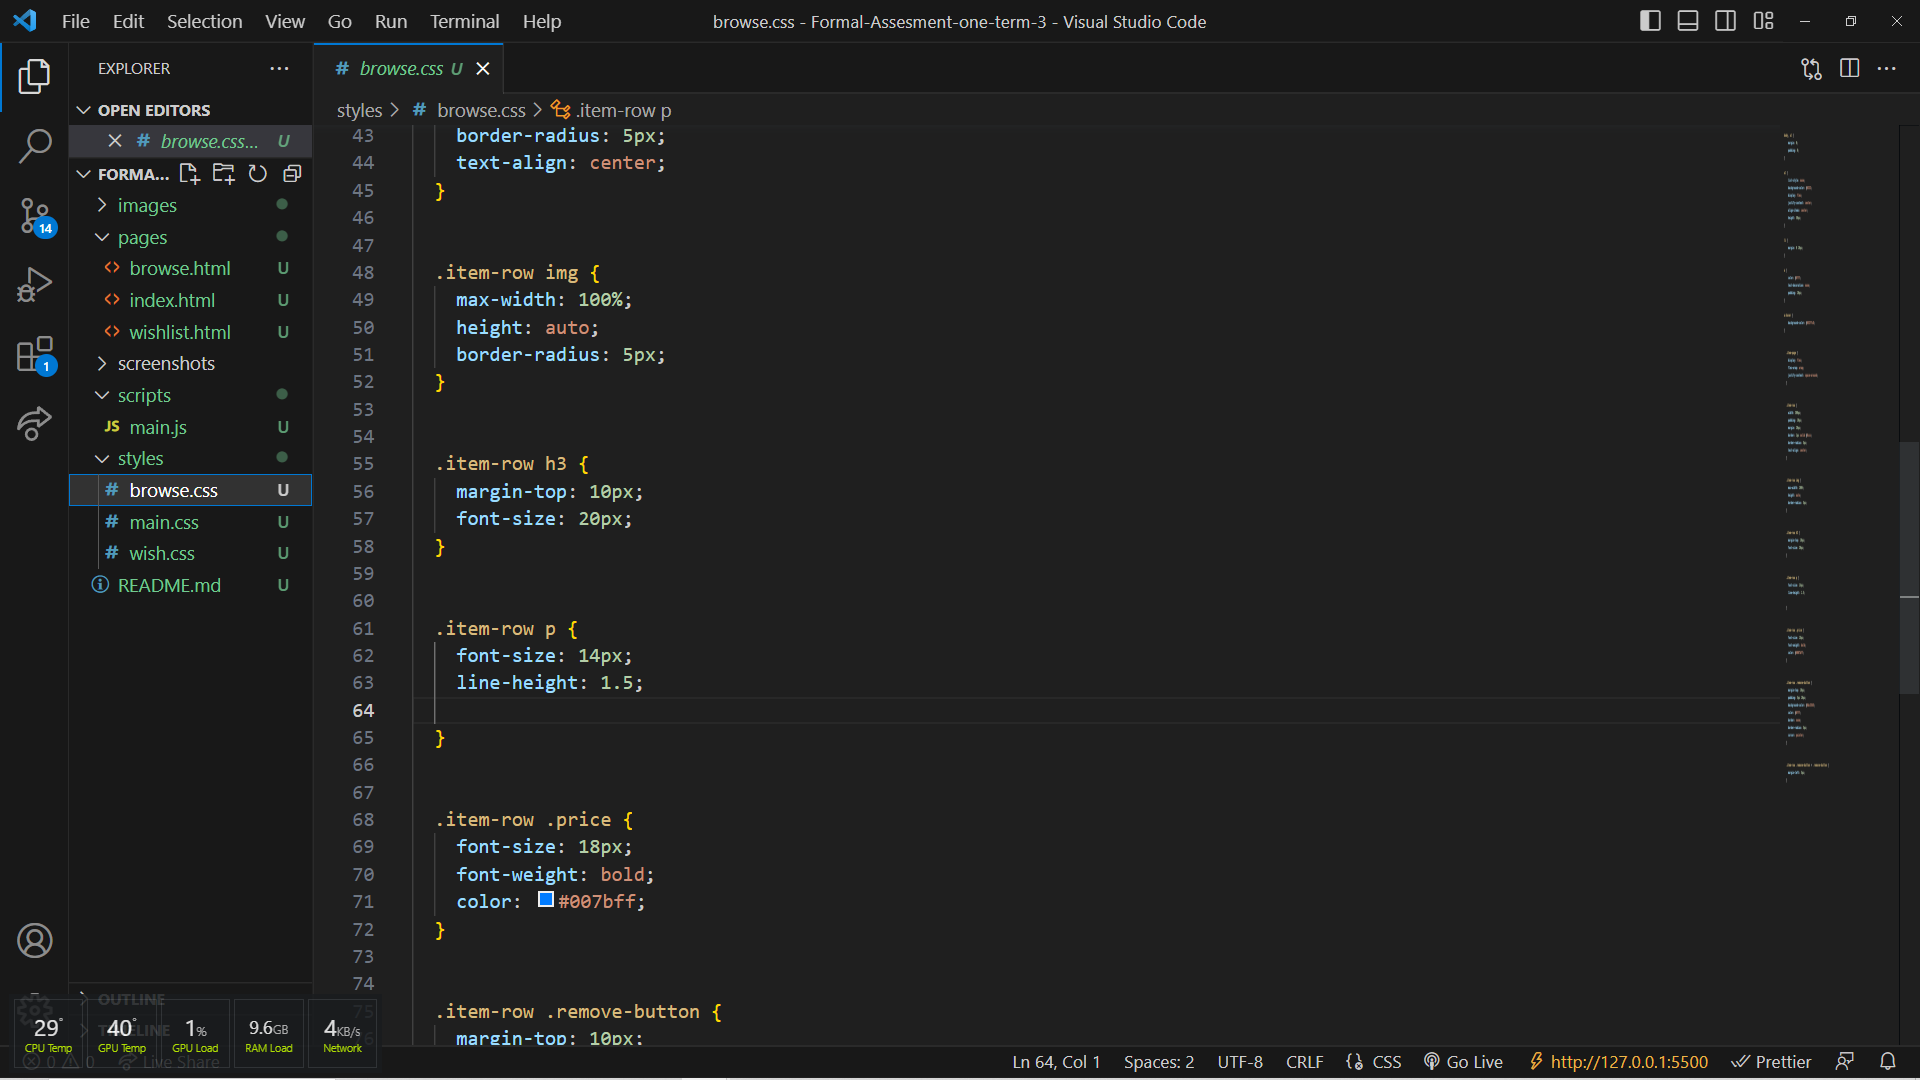 File Edit Selection View Go Run Terminal Help
browse.css - Formal-Assesment-one-term-3 - Visual Studio Code
EXPLORER
# browse.css U
OPEN EDITORS
# browse.css... U
FORMA...
images
pages
<> browse.html U
<> index.html U
<> wishlist.html U
screenshots
scripts
JS main.js U
styles
# browse.css U
# main.css U
# wish.css U
README.md U
14
1
OUTLINE
TIMELINE
styles > # browse.css > .item-row p
43 border-radius: 5px;
44 text-align: center;
45 }
46
47
48 .item-row img {
49 max-width: 100%;
50 height: auto;
51 border-radius: 5px;
52 }
53
54
55 .item-row h3 {
56 margin-top: 10px;
57 font-size: 20px;
58 }
59
60
61 .item-row p {
62 font-size: 14px;
63 line-height: 1.5;
64
65 }
66
67
68 .item-row .price {
69 font-size: 18px;
70 font-weight: bold;
71 color: #007bff;
72 }
73
74
75 .item-row .remove-button {
76 margin-top: 10px;
29° 40° 1% 9.6GB 4KB/s
CPU Temp GPU Temp GPU Load RAM Load Network
0 0 Live Share
Ln 64, Col 1 Spaces: 2 UTF-8 CRLF CSS Go Live http://127.0.0.1:5500 Prettier